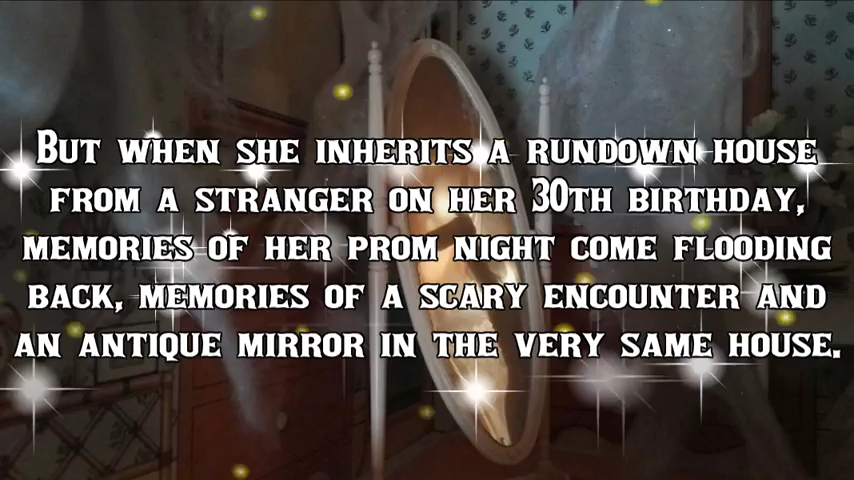 But when she inherits a rundown house
from a stranger on her 30th birthday,
memories of her prom night come flooding
back, memories of a scary encounter and
an antique mirror in the very same house.